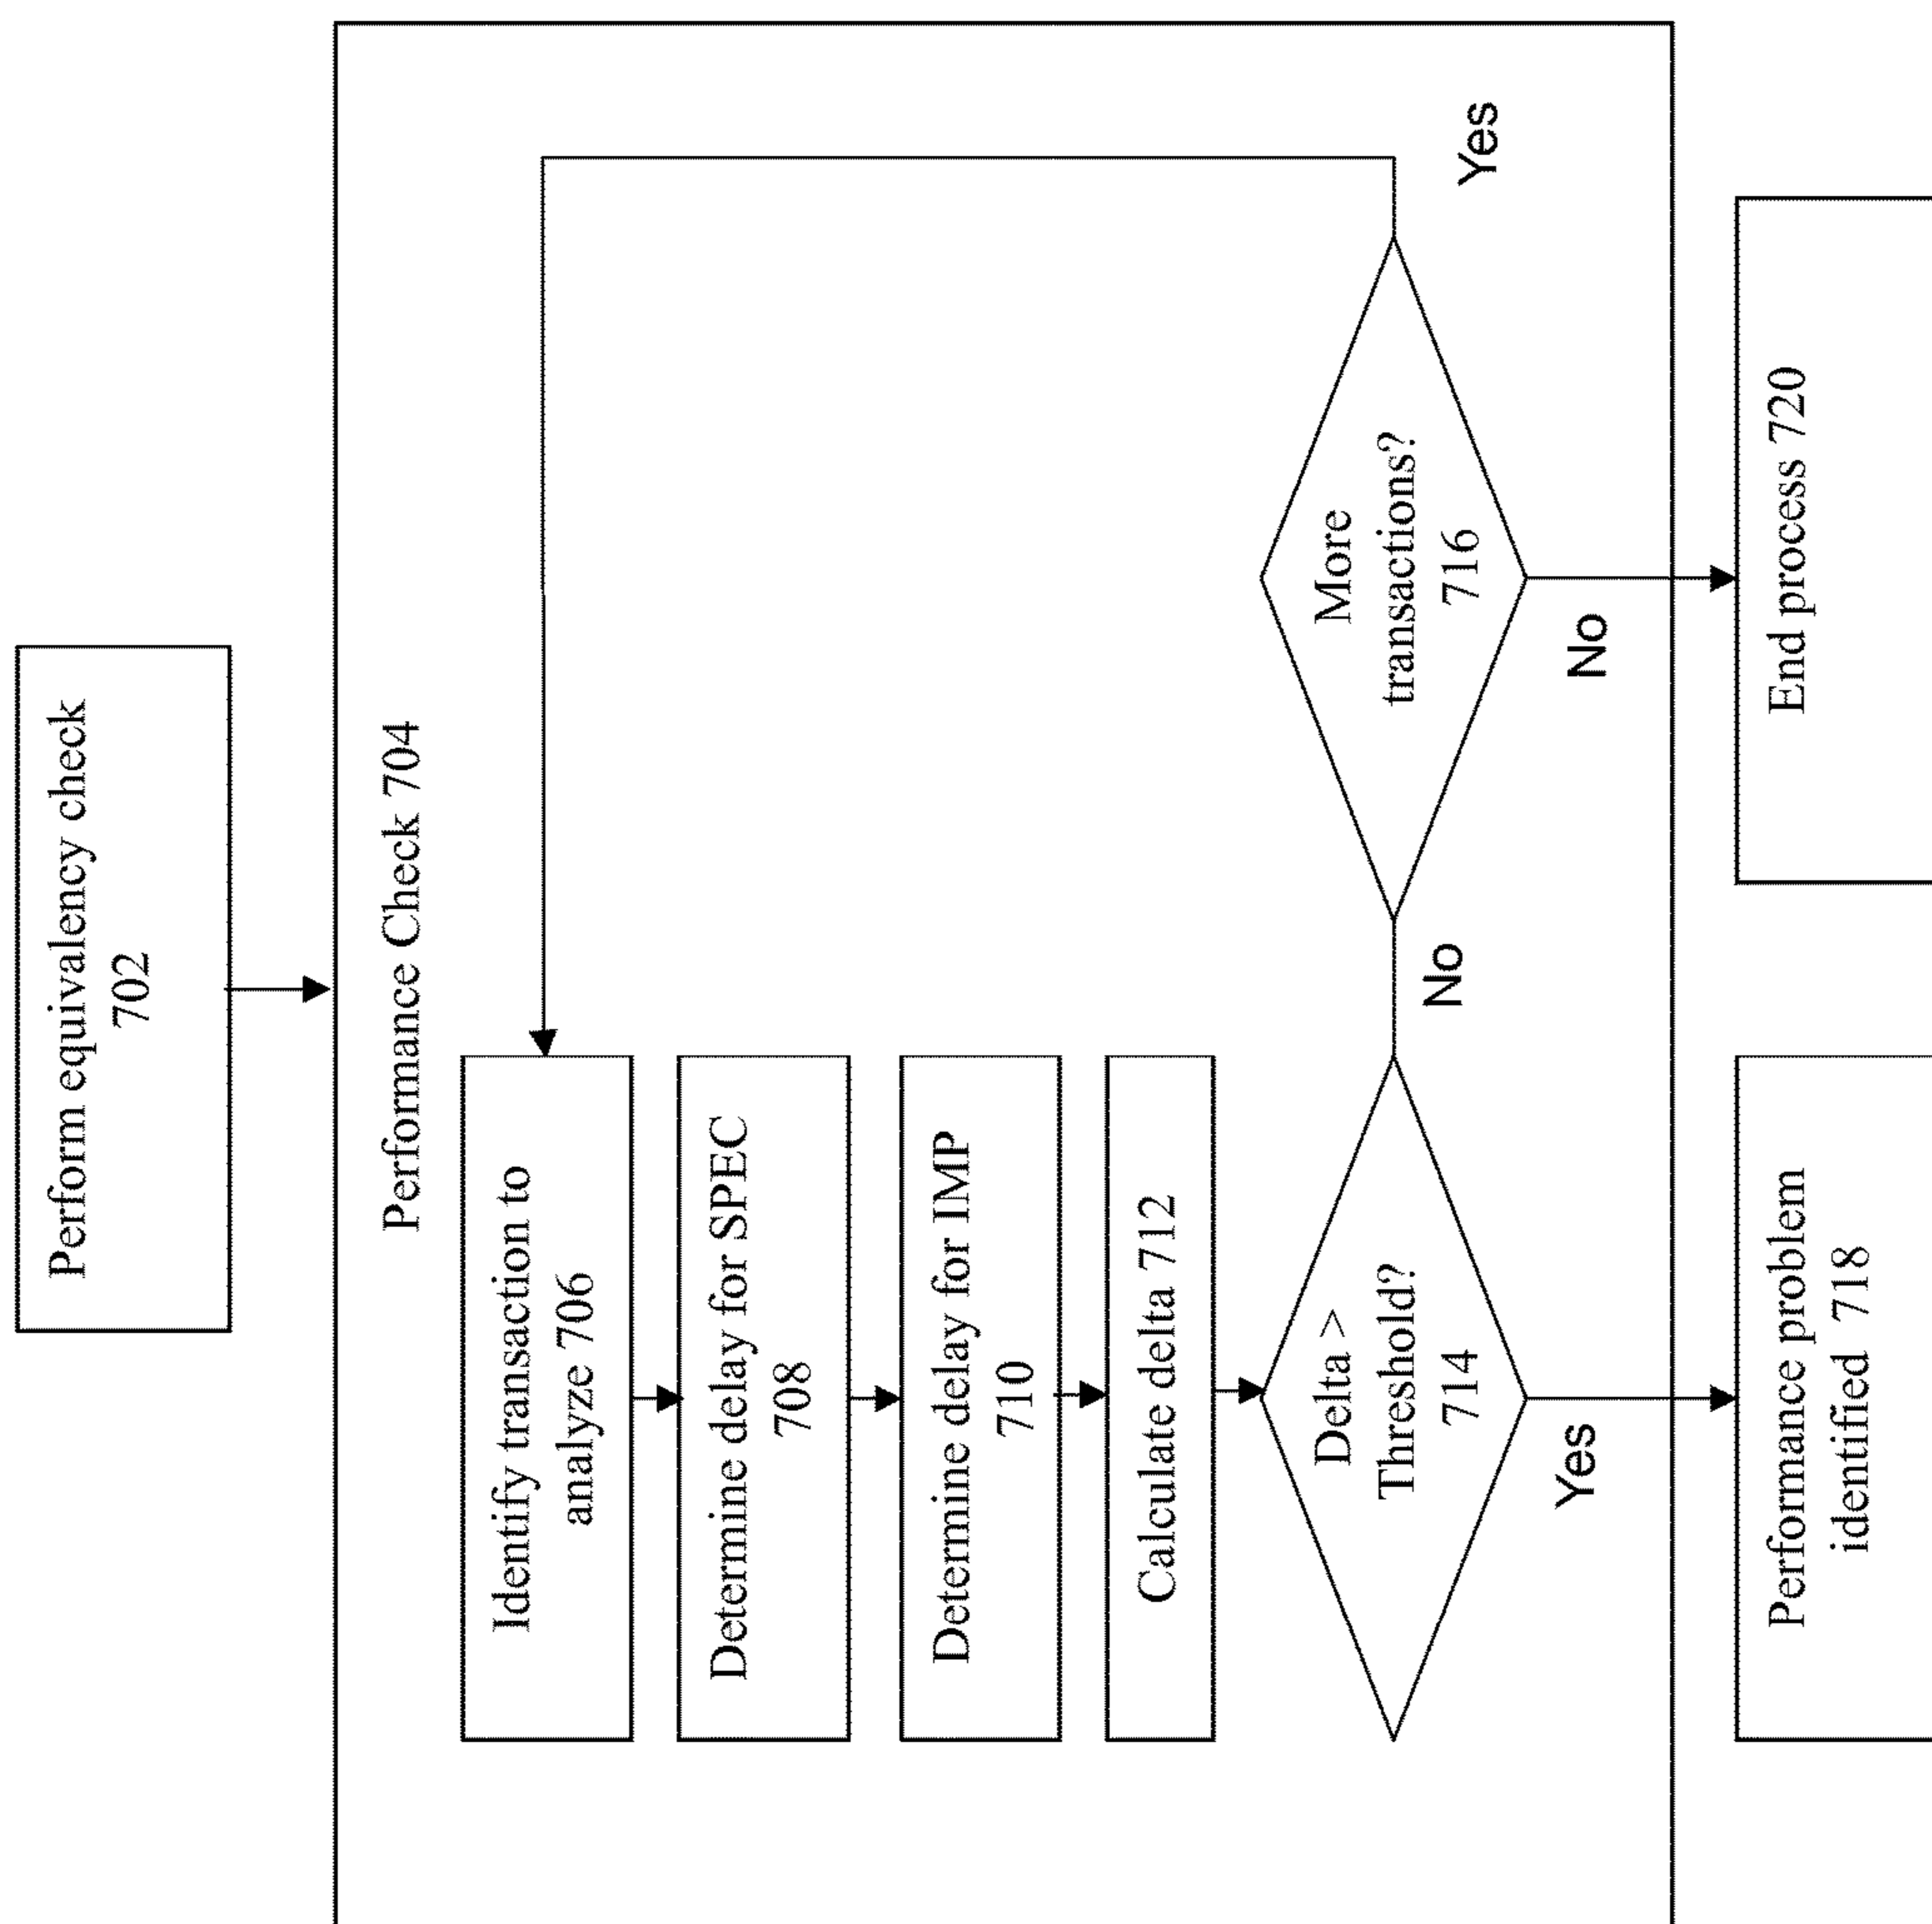 Perform equivalency check
702
Performance Check 704
Identify transaction to
analyze 706
Determine delay for SPEC
708
Determine delay for IMP
710
Calculate delta 712
Delta >
Threshold?
714
No
More
transactions?
716
Yes
Yes
No
Performance problem
identified 718
End process 720